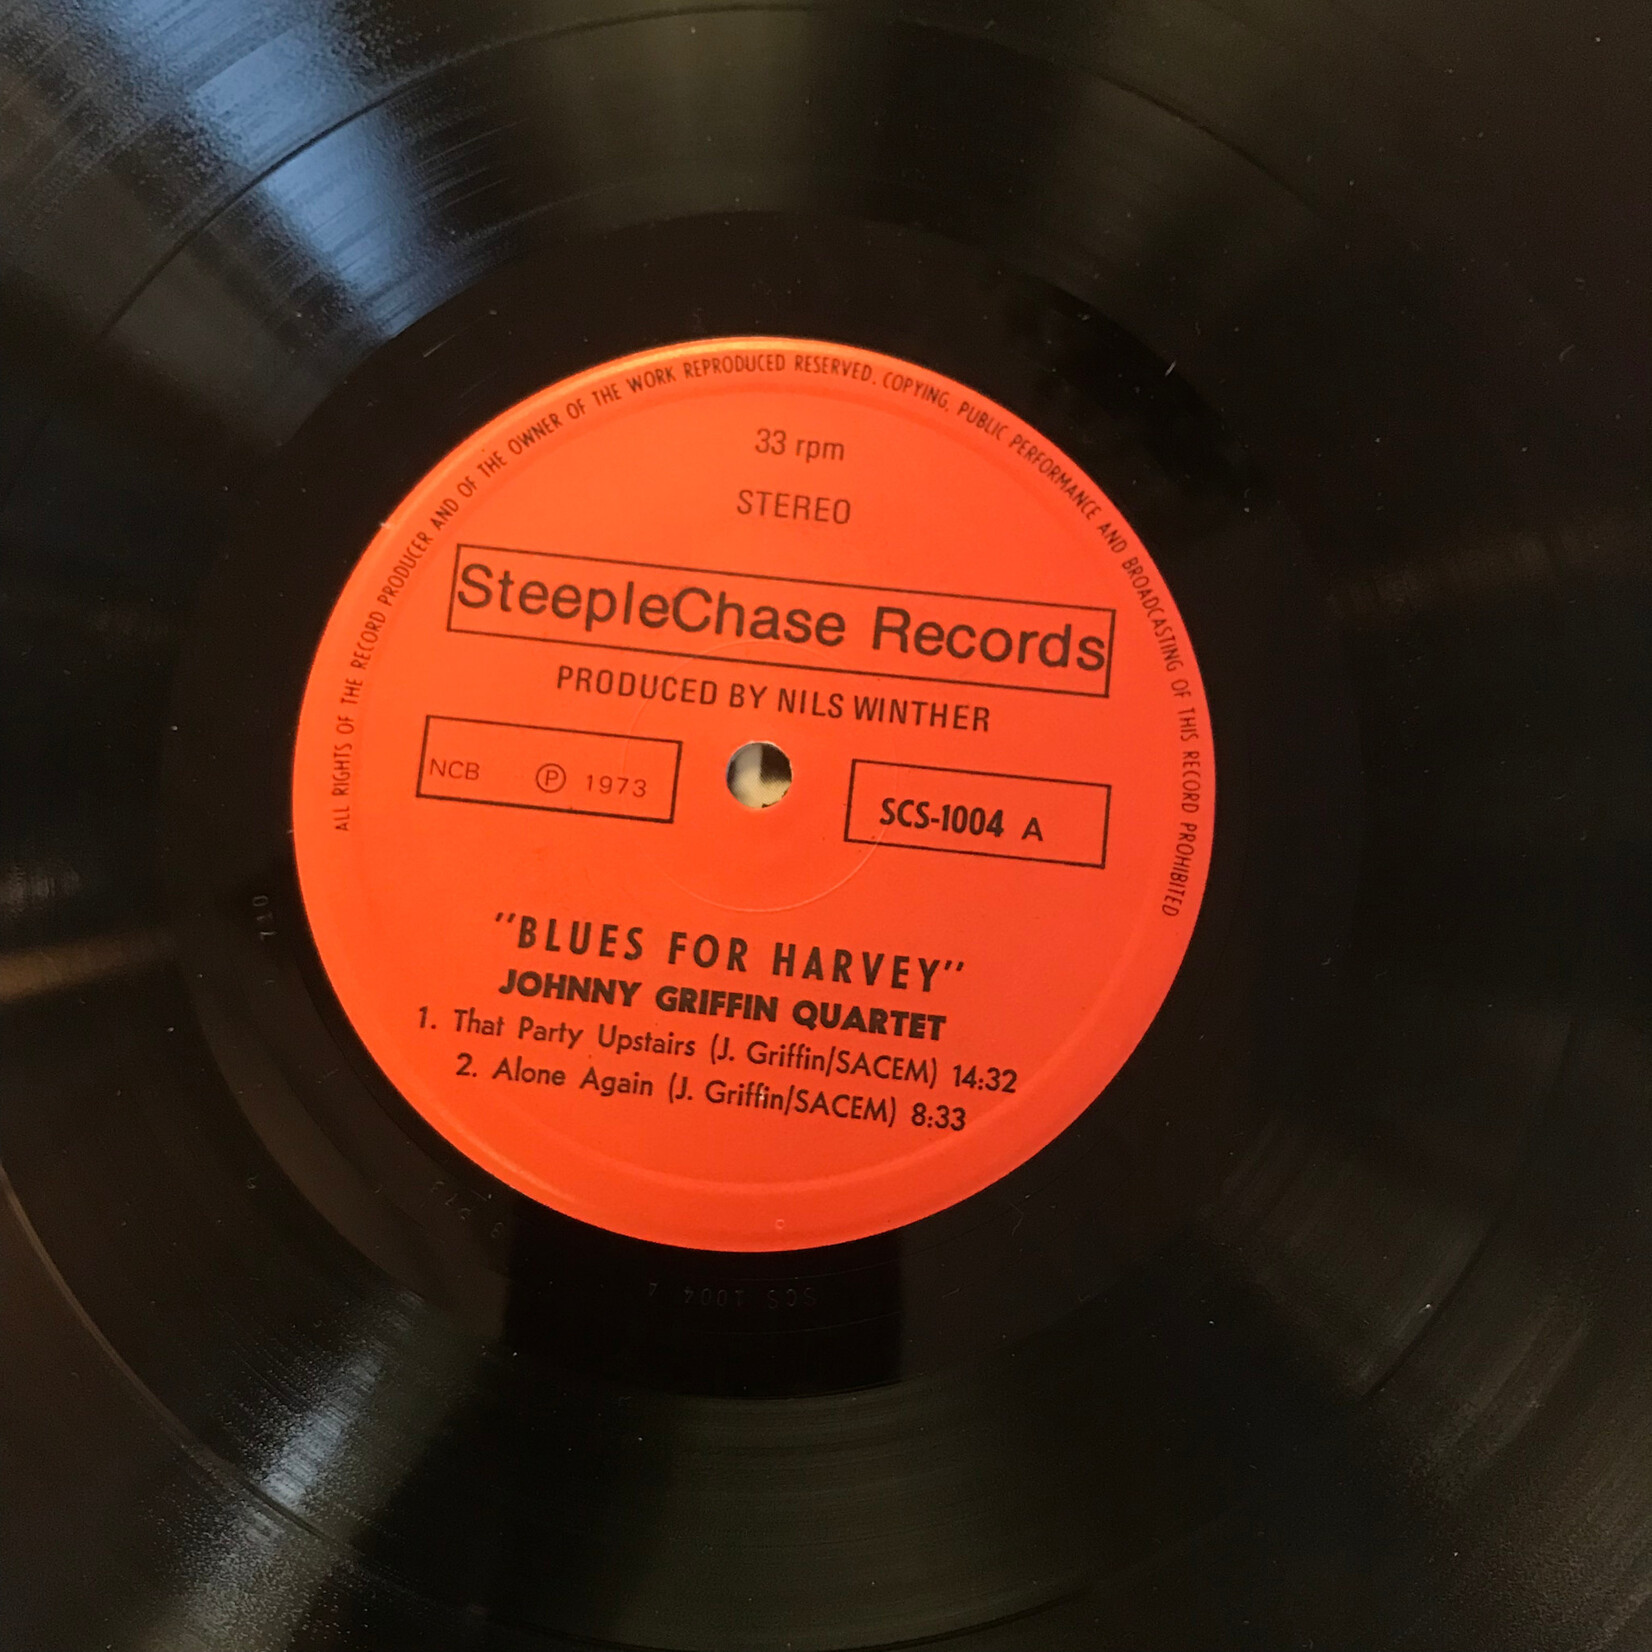 ALL RIGHTS OF THE RECORD PRODUCER AND OF THE OWNER OF THE WORK REPRODUCED RESERVED. COPYING, PUBLIC PERFORMANCE AND BROADCASTING OF THIS RECORD PROHIBITED
33 rpm
STEREO
SteepleChase Records
PRODUCED BY NILS WINTHER
NCB Ⓟ 1973
SCS-1004 A
"BLUES FOR HARVEY"
JOHNNY GRIFFIN QUARTET
1. That Party Upstairs (J. Griffin/SACEM) 14:32
2. Alone Again (J. Griffin/SACEM) 8:33
SCS 1004 A